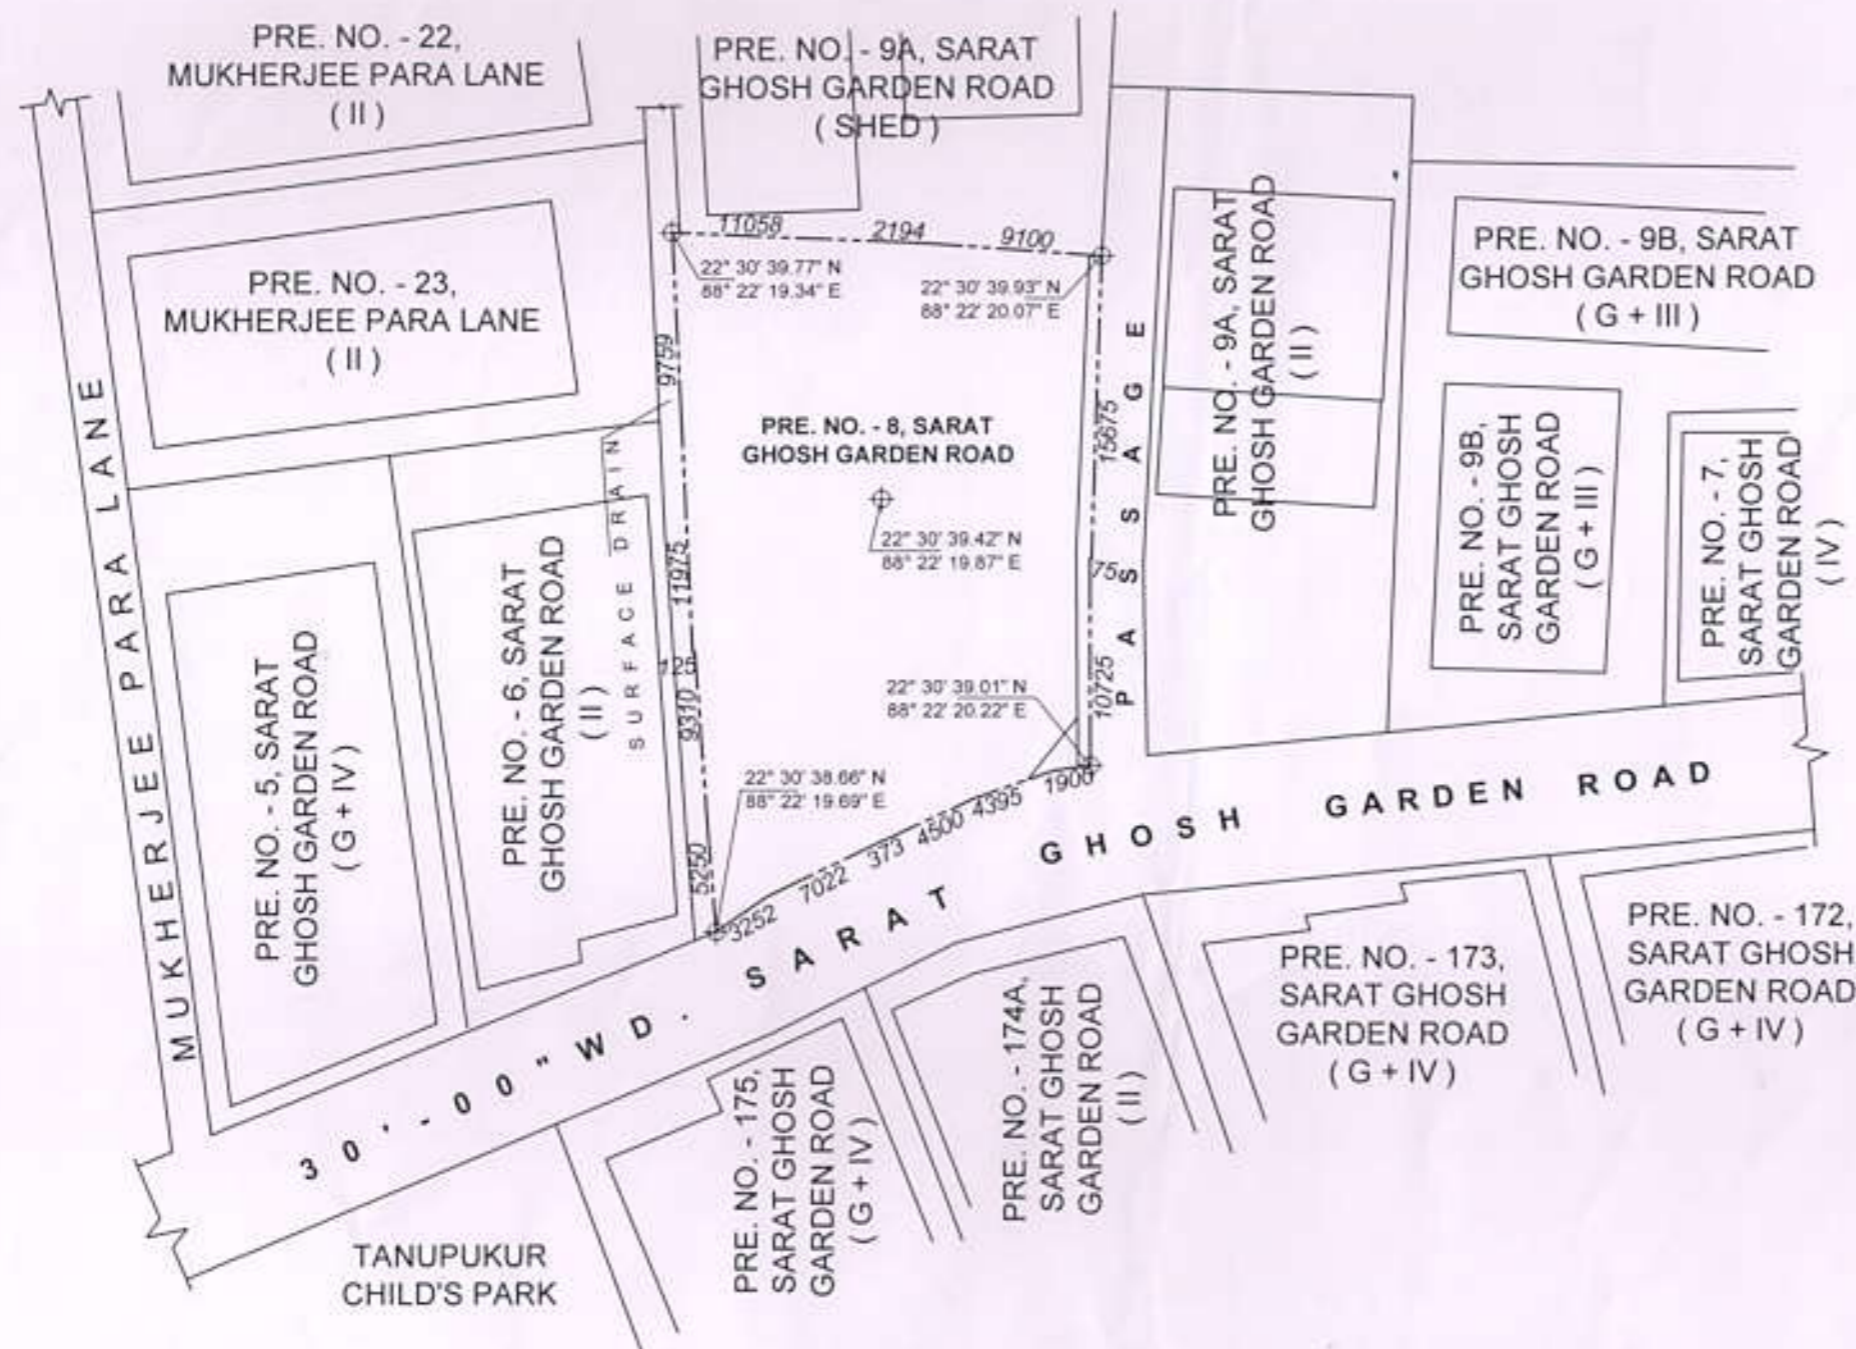 PRE. NO. - 22,
MUKHERJEE PARA LANE
( II )
PRE. NO. - 9A, SARAT
GHOSH GARDEN ROAD
( SHED )
PRE. NO. - 23,
MUKHERJEE PARA LANE
( II )
11058
2194
9100
22° 30' 39.77" N
88° 22' 19.34" E
22° 30' 39.93" N
88° 22' 20.07" E
PRE. NO. - 9A, SARAT
GHOSH GARDEN ROAD
( II )
PRE. NO. - 9B, SARAT
GHOSH GARDEN ROAD
( G + III )
MUKHERJEE PARA LANE
9759
PRE. NO. - 8, SARAT
GHOSH GARDEN ROAD
22° 30' 39.42" N
88° 22' 19.87" E
15675
PASSAGE
75
10725
PRE. NO. - 9B,
SARAT GHOSH
GARDEN ROAD
( G + III )
PRE. NO. - 7,
SARAT GHOSH
GARDEN ROAD
( IV )
PRE. NO. - 5, SARAT
GHOSH GARDEN ROAD
( G + IV )
PRE. NO. - 6, SARAT
GHOSH GARDEN ROAD
( II )
SURFACE DRAIN
11975
125
9310
5250
22° 30' 39.01" N
88° 22' 20.22" E
22° 30' 38.66" N
88° 22' 19.69" E
3252
7022
373
4500
4395
1900
30'-00" WD. SARAT GHOSH GARDEN ROAD
TANUPUKUR
CHILD'S PARK
PRE. NO. - 175,
SARAT GHOSH
GARDEN ROAD
( G + IV )
PRE. NO. - 174A,
SARAT GHOSH
GARDEN ROAD
( II )
PRE. NO. - 173,
SARAT GHOSH
GARDEN ROAD
( G + IV )
PRE. NO. - 172,
SARAT GHOSH
GARDEN ROAD
( G + IV )